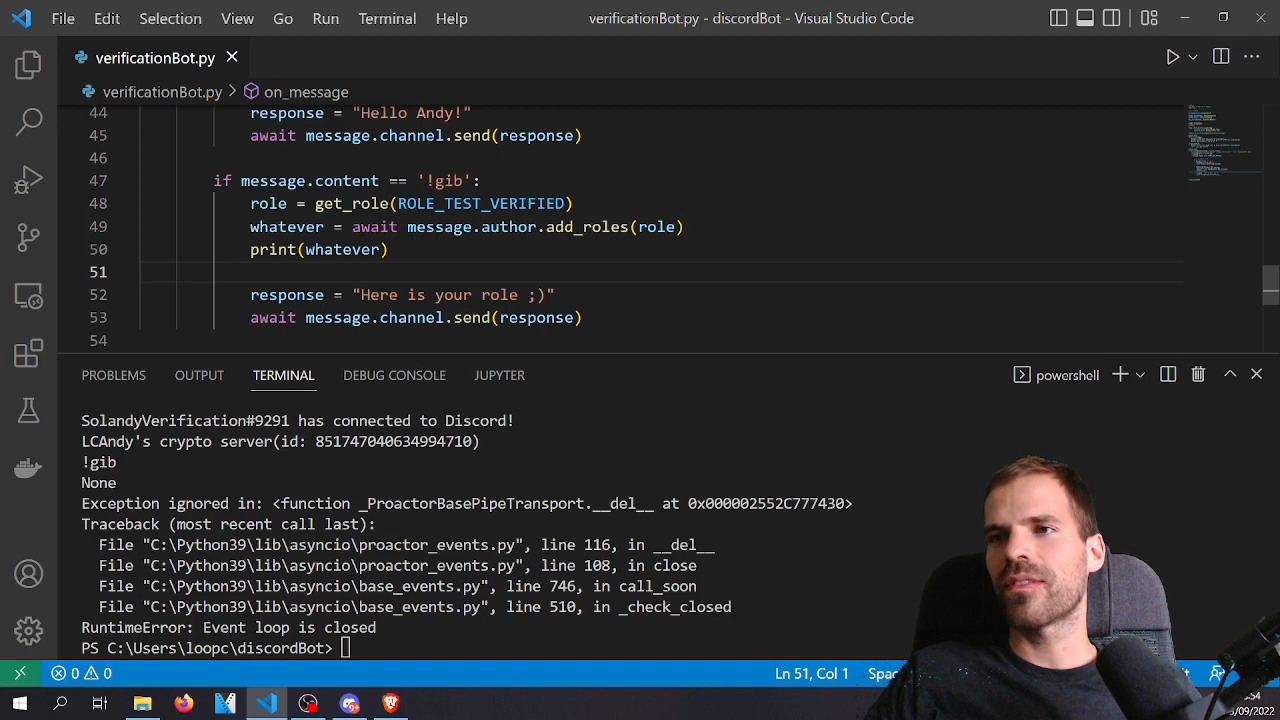 File Edit Selection View Go Run Terminal Help verificationBot.py - discordBot - Visual Studio Code
verificationBot.py
verificationBot.py > on_message
44 response = "Hello Andy!"
45 await message.channel.send(response)
46
47 if message.content == '!gib':
48 role = get_role(ROLE_TEST_VERIFIED)
49 whatever = await message.author.add_roles(role)
50 print(whatever)
51
52 response = "Here is your role ;)"
53 await message.channel.send(response)
54
PROBLEMS OUTPUT TERMINAL DEBUG CONSOLE JUPYTER powershell
SolandyVerification#9291 has connected to Discord!
LCAndy's crypto server(id: 851747040634994710)
!gib
None
Exception ignored in: <function _ProactorBasePipeTransport.__del__ at 0x000002552C777430>
Traceback (most recent call last):
File "C:\Python39\lib\asyncio\proactor_events.py", line 116, in __del__
File "C:\Python39\lib\asyncio\proactor_events.py", line 108, in close
File "C:\Python39\lib\asyncio\base_events.py", line 746, in call_soon
File "C:\Python39\lib\asyncio\base_events.py", line 510, in _check_closed
RuntimeError: Event loop is closed
PS C:\Users\loopc\discordBot>
0 0 Ln 51, Col 1 Spac
:54
/09/2022